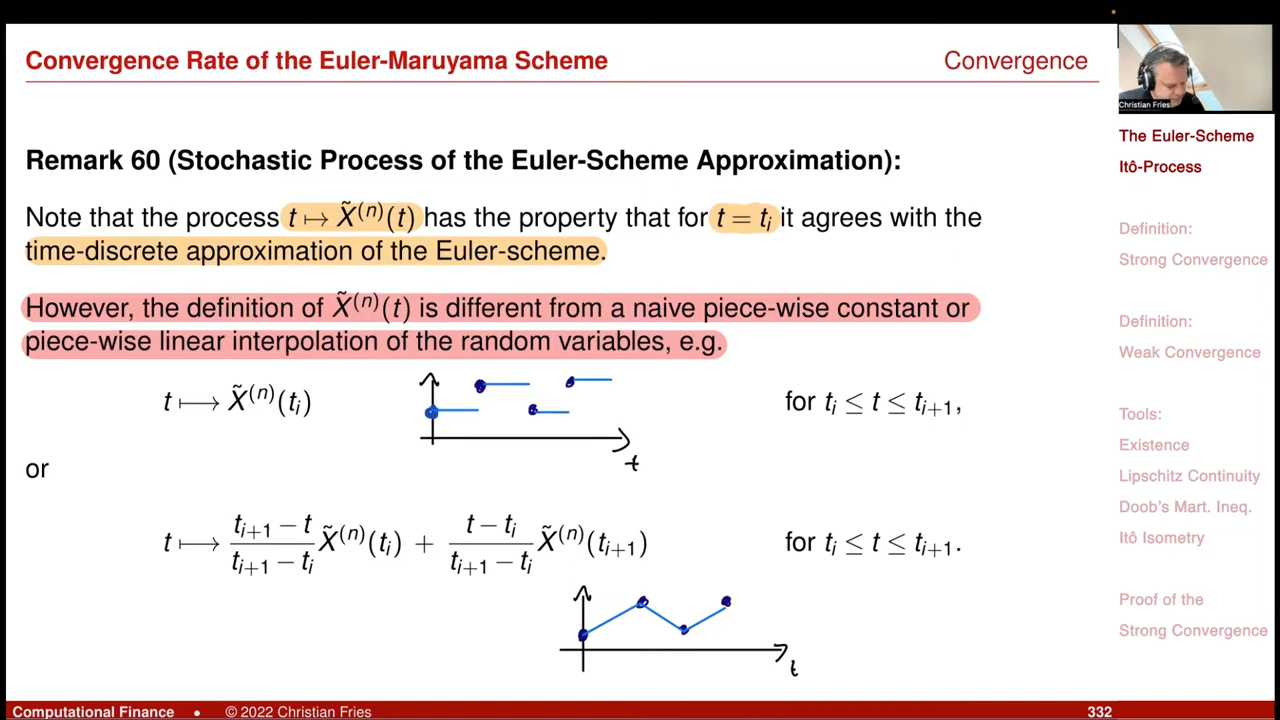 Convergence Rate of the Euler-Maruyama Scheme
Convergence
Christian Fries
Remark 60 (Stochastic Process of the Euler-Scheme Approximation):
Note that the process t ↦ X̃⁽ⁿ⁾(t) has the property that for t = tᵢ it agrees with the
time-discrete approximation of the Euler-scheme.
However, the definition of X̃⁽ⁿ⁾(t) is different from a naive piece-wise constant or
piece-wise linear interpolation of the random variables, e.g.
t ⟼ X̃⁽ⁿ⁾(tᵢ) for tᵢ ≤ t ≤ tᵢ₊₁,
t
or
t ⟼ (tᵢ₊₁ − t)/(tᵢ₊₁ − tᵢ) X̃⁽ⁿ⁾(tᵢ) + (t − tᵢ)/(tᵢ₊₁ − tᵢ) X̃⁽ⁿ⁾(tᵢ₊₁) for tᵢ ≤ t ≤ tᵢ₊₁.
t
The Euler-Scheme
Itô-Process
Definition:
Strong Convergence
Definition:
Weak Convergence
Tools:
Existence
Lipschitz Continuity
Doob's Mart. Ineq.
Itô Isometry
Proof of the
Strong Convergence
Computational Finance • © 2022 Christian Fries 332